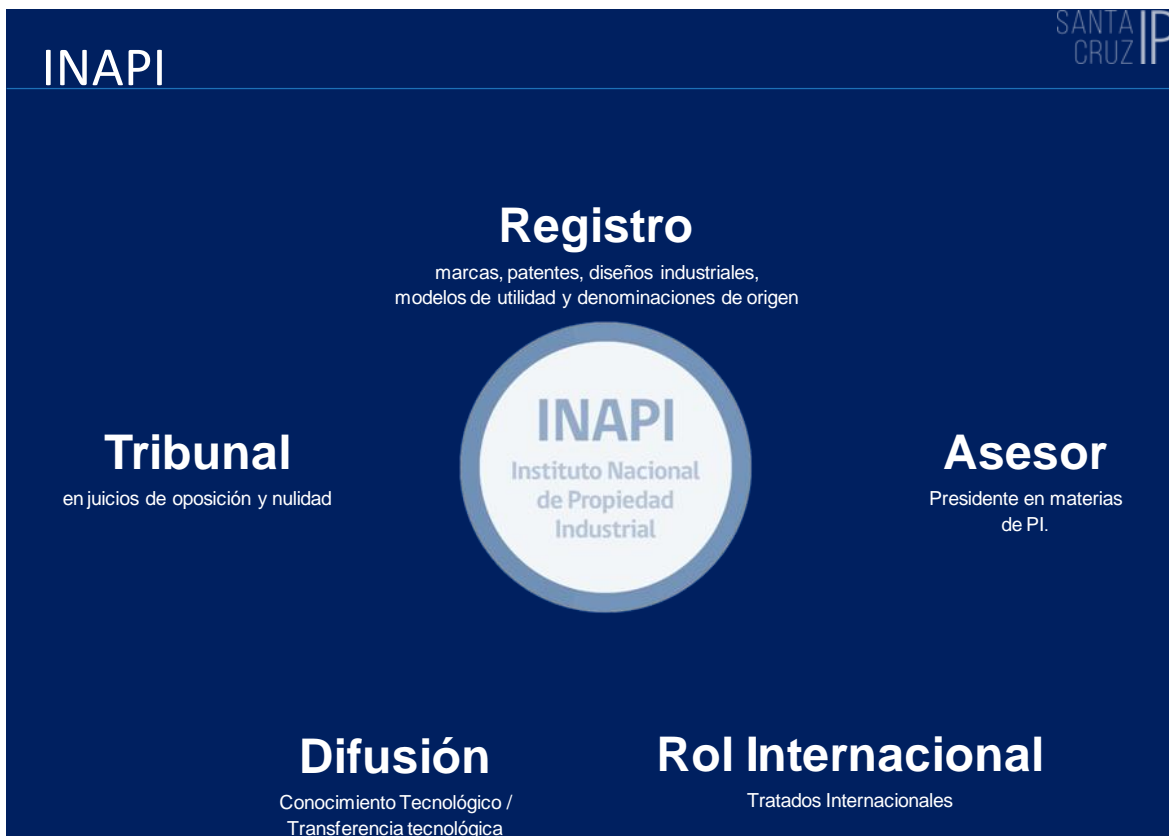 SANTA
CRUZ IP
INAPI
Registro
marcas, patentes, diseños industriales,
modelos de utilidad y denominaciones de origen
INAPI
Instituto Nacional
de Propiedad
Industrial
Tribunal
en juicios de oposición y nulidad
Asesor
Presidente en materias
de PI.
Difusión
Conocimiento Tecnológico /
Transferencia tecnológica
Rol Internacional
Tratados Internacionales